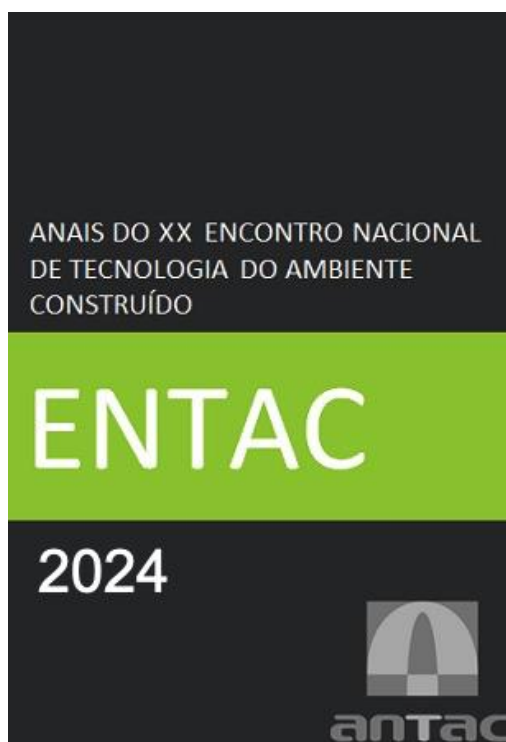 ANAIS DO XX ENCONTRO NACIONAL
DE TECNOLOGIA DO AMBIENTE
CONSTRUÍDO
ENTAC
2024
antac